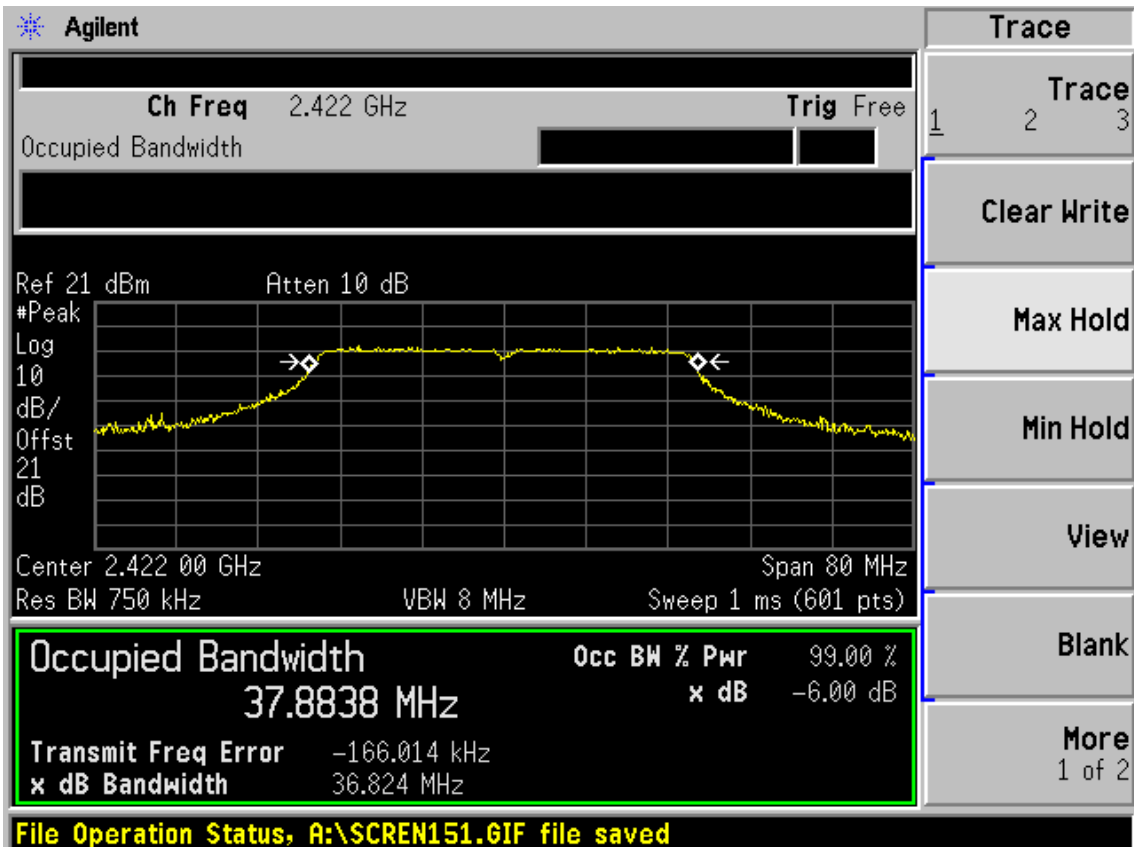 Agilent
Trace
Ch Freq 2.422 GHz Trig Free
Occupied Bandwidth
Trace
1 2 3
Clear Write
Max Hold
Min Hold
View
Blank
More
1 of 2
Ref 21 dBm Atten 10 dB
#Peak
Log
10
dB/
Offst
21
dB
Center 2.422 00 GHz Span 80 MHz
Res BW 750 kHz VBW 8 MHz Sweep 1 ms (601 pts)
Occupied Bandwidth Occ BW % Pwr 99.00 %
37.8838 MHz x dB -6.00 dB
Transmit Freq Error -166.014 kHz
x dB Bandwidth 36.824 MHz
File Operation Status, A:\SCREN151.GIF file saved